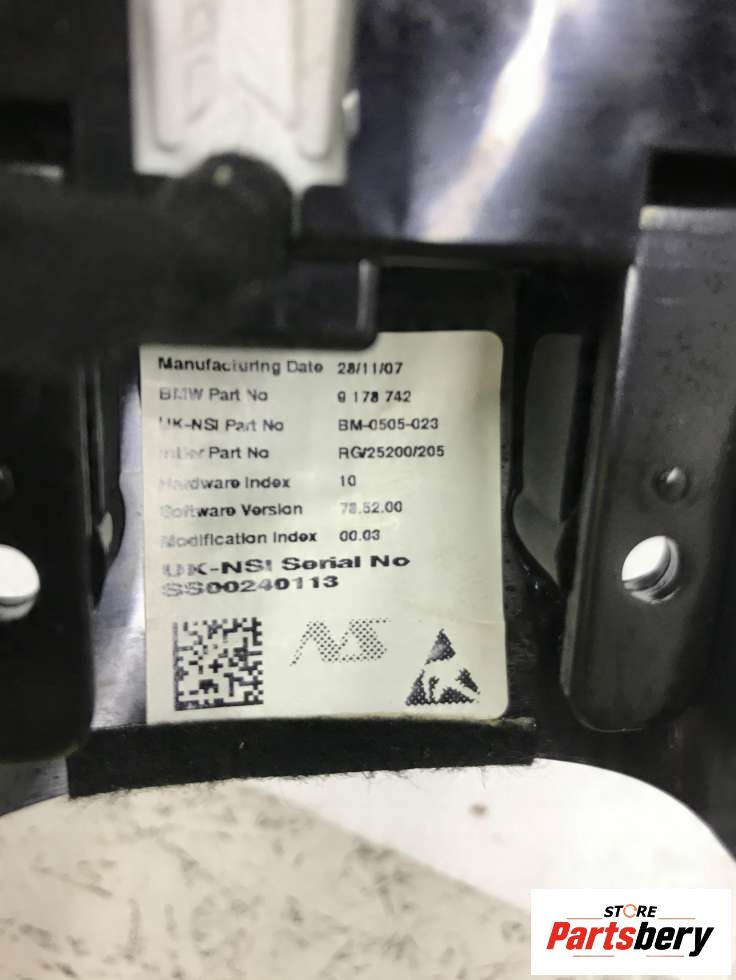 Manufacturing Date 28/11/07
BMW Part No 9 178 742
UK-NSI Part No BM-0505-023
Part No RG/25200/205
Hardware Index 10
Software Version 78.52.00
Modification Index 00.03
UK-NSI Serial No
SS00240113
STORE
Partsbery